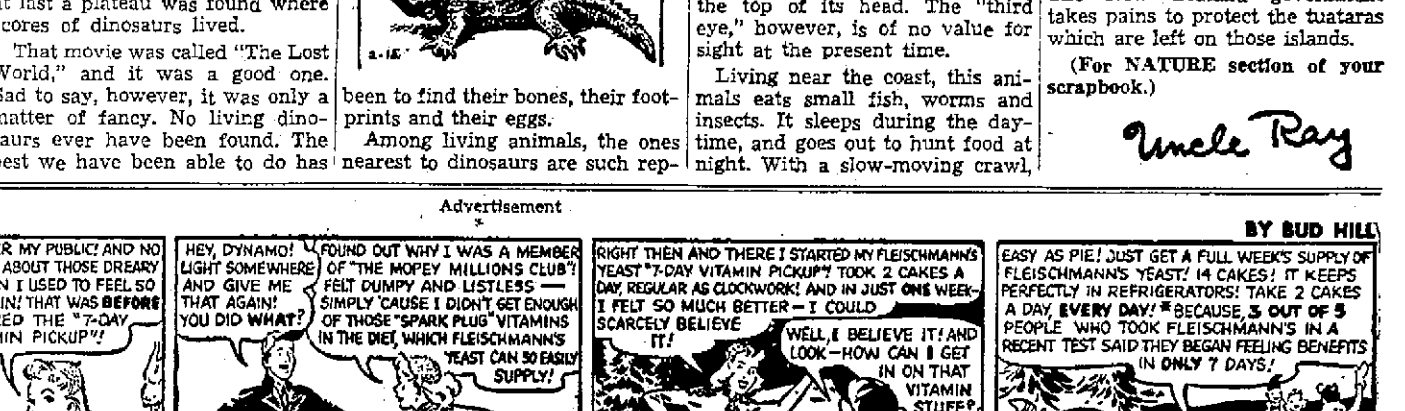 at last a plateau was found where
scores of dinosaurs lived.
That movie was called "The Lost
World," and it was a good one.
Sad to say, however, it was only a
matter of fancy. No living dino-
saurs ever have been found. The
best we have been able to do has
been to find their bones, their foot-
prints and their eggs.
Among living animals, the ones
nearest to dinosaurs are such rep-
the top of its head. The "third
eye," however, is of no value for
sight at the present time.
Living near the coast, this ani-
mals eats small fish, worms and
insects. It sleeps during the day-
time, and goes out to hunt food at
night. With a slow-moving crawl,
takes pains to protect the tuataras
which are left on those islands.
(For NATURE section of your
scrapbook.)
Uncle Ray
Advertisement
BY BUD HILL
MY PUBLIC! AND NO
ABOUT THOSE DREARY
I USED TO FEEL SO
THAT WAS BEFORE
THE "7-DAY
PICKUP"!
HEY, DYNAMO!
LIGHT SOMEWHERE
AND GIVE ME
THAT AGAIN!
YOU DID WHAT?
FOUND OUT WHY I WAS A MEMBER
OF "THE MOPEY MILLIONS CLUB"!
FELT DUMPY AND LISTLESS —
SIMPLY 'CAUSE I DIDN'T GET ENOUGH
OF THOSE "SPARK PLUG" VITAMINS
IN THE DIET, WHICH FLEISCHMANN'S
YEAST CAN SO EASILY
SUPPLY!
RIGHT THEN AND THERE I STARTED MY FLEISCHMANN'S
YEAST "7-DAY VITAMIN PICKUP"! TOOK 2 CAKES A
DAY, REGULAR AS CLOCKWORK! AND IN JUST ONE WEEK—
I FELT SO MUCH BETTER — I COULD
SCARCELY BELIEVE
IT!
WELL, I BELIEVE IT! AND
LOOK—HOW CAN I GET
IN ON THAT
VITAMIN
STUFF?
EASY AS PIE! JUST GET A FULL WEEK'S SUPPLY OF
FLEISCHMANN'S YEAST! 14 CAKES! IT KEEPS
PERFECTLY IN REFRIGERATORS! TAKE 2 CAKES
A DAY, EVERY DAY!* BECAUSE, 3 OUT OF 5
PEOPLE WHO TOOK FLEISCHMANN'S IN A
RECENT TEST SAID THEY BEGAN FEELING BENEFITS
IN ONLY 7 DAYS!